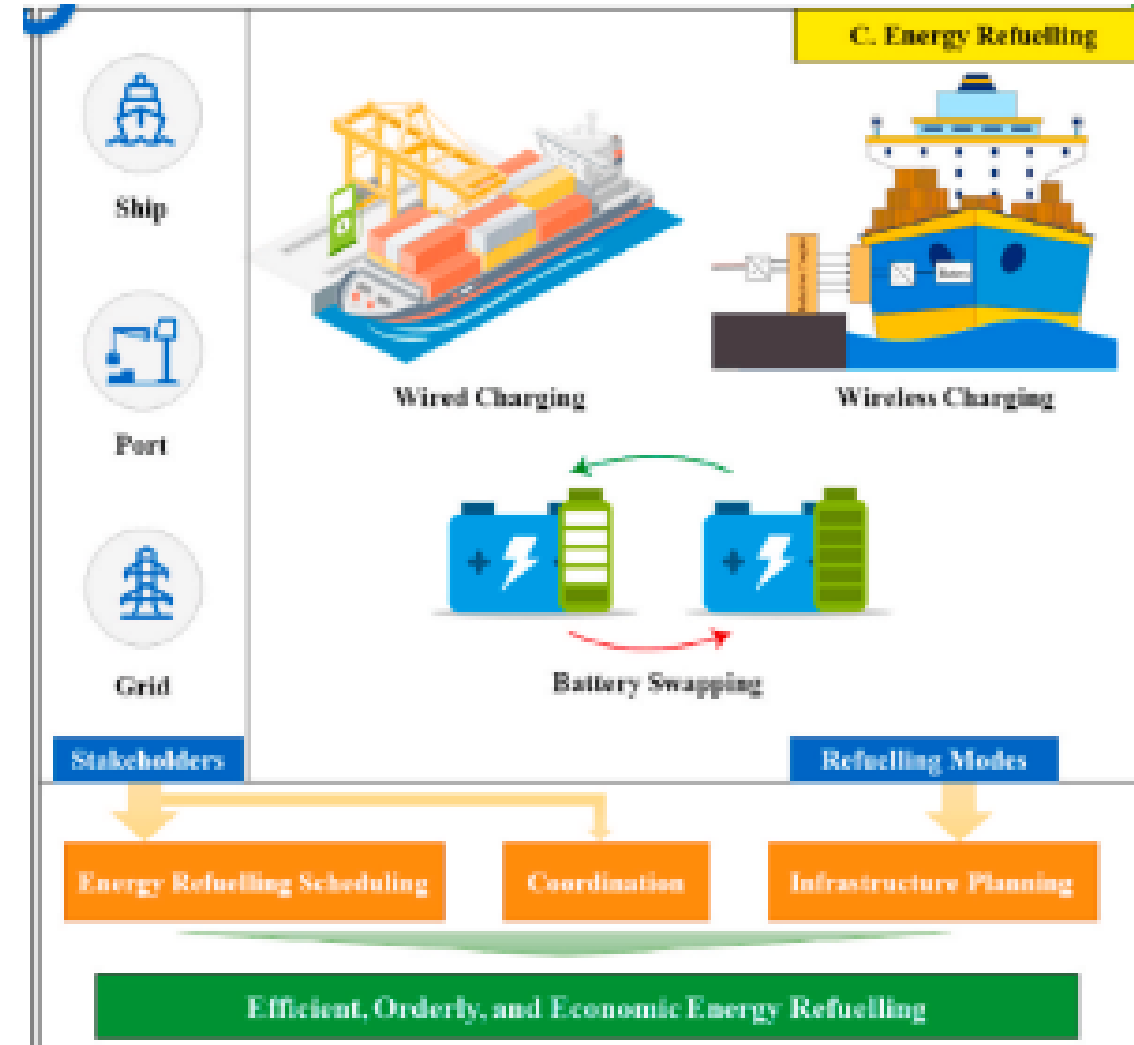 C. Energy Refuelling
Ship
Port
Grid
Wired Charging
Wireless Charging
Battery Swapping
Stakeholders
Refuelling Modes
Energy Refuelling Scheduling
Coordination
Infrastructure Planning
Efficient, Orderly, and Economic Energy Refuelling